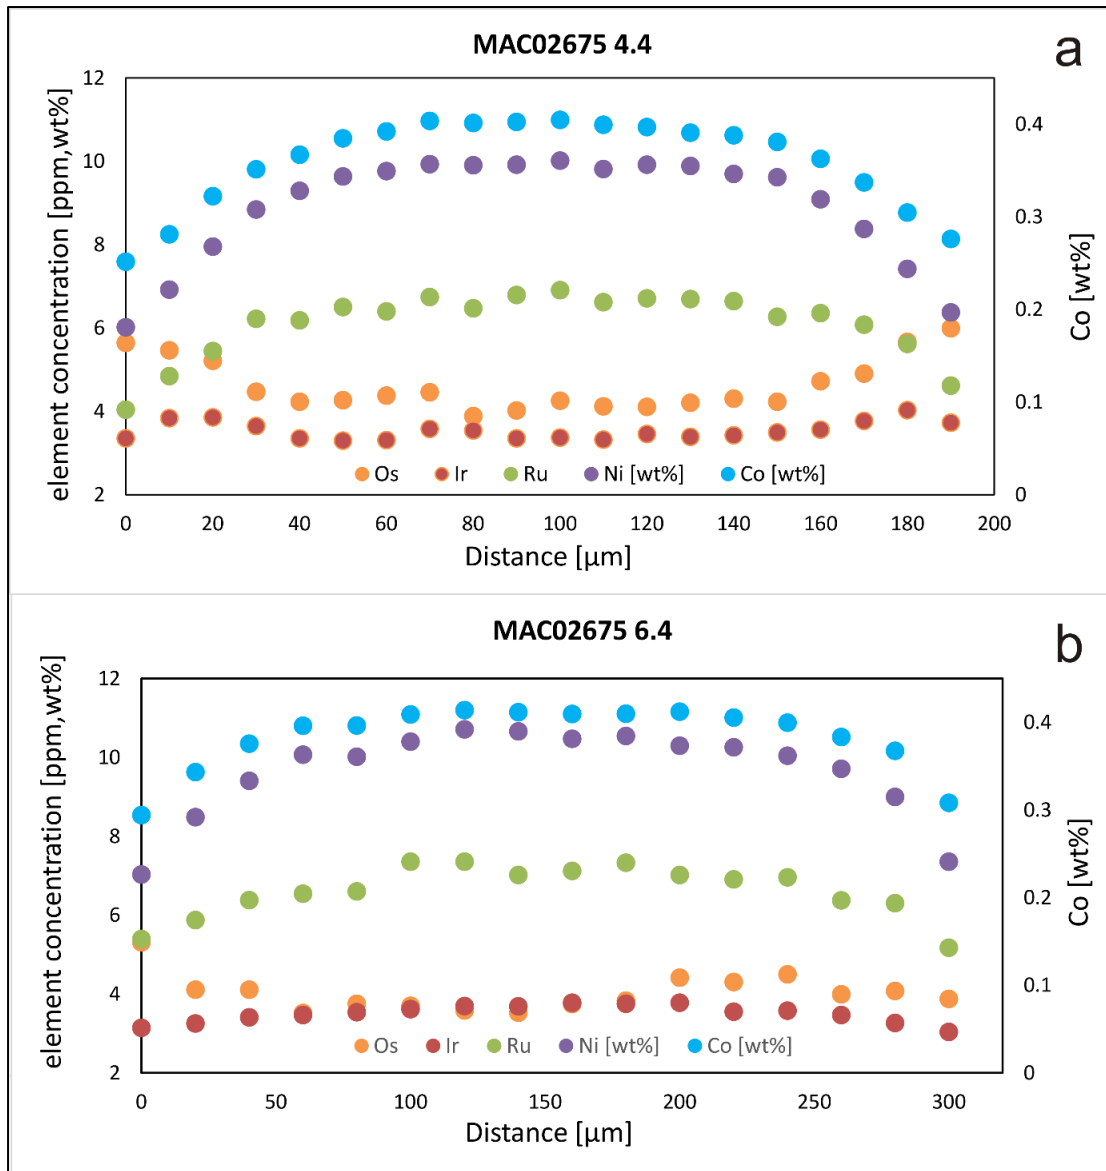 MAC02675 4.4
a
element concentration [ppm,wt%]
12
10
8
6
4
2
0.4
0.3
0.2
0.1
0
Co [wt%]
Os Ir Ru Ni [wt%] Co [wt%]
0 20 40 60 80 100 120 140 160 180 200
Distance [µm]
MAC02675 6.4
b
element concentration [ppm,wt%]
12
10
8
6
4
2
0.4
0.3
0.2
0.1
0
Co [wt%]
Os Ir Ru Ni [wt%] Co [wt%]
0 50 100 150 200 250 300
Distance [µm]